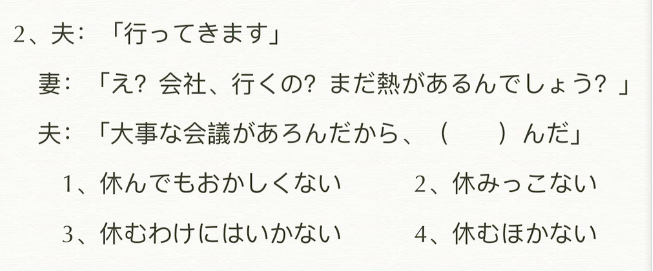 2、夫：「行ってきます」
妻：「え？会社、行くの？まだ熱があるんでしょう？」
夫：「大事な会議があろんだから、（　　）んだ」
1、休んでもおかしくない　　2、休みっこない
3、休むわけにはいかない　　4、休むほかない